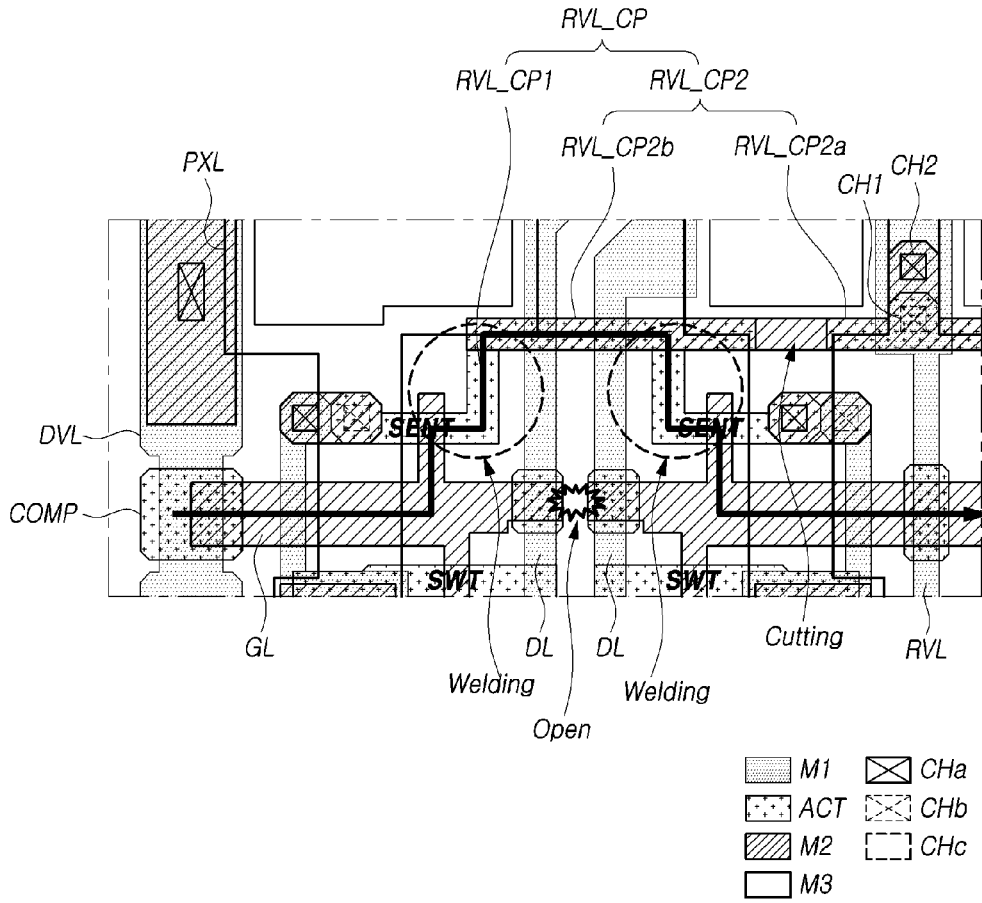 RVL_CP
RVL_CP1
RVL_CP2
RVL_CP2b
RVL_CP2a
PXL
CH1
CH2
DVL
SENT
SENT
COMP
SWT
SWT
GL
DL
DL
Cutting
RVL
Welding
Welding
Open
M1
CHa
ACT
CHb
M2
CHc
M3